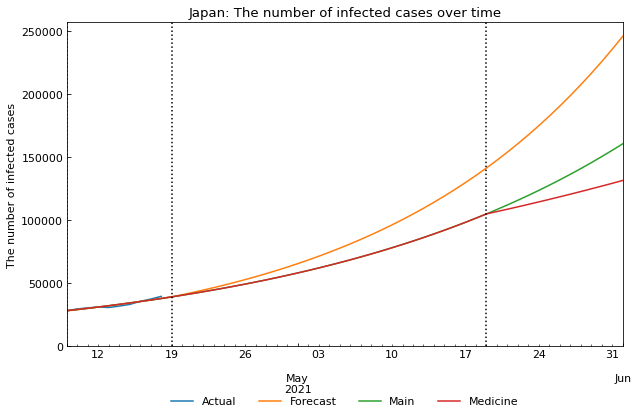 Japan: The number of infected cases over time
The number of infected cases
250000
200000
150000
100000
50000
0
12 19 26 03 10 17 24 31
May Jun
2021
Actual Forecast Main Medicine